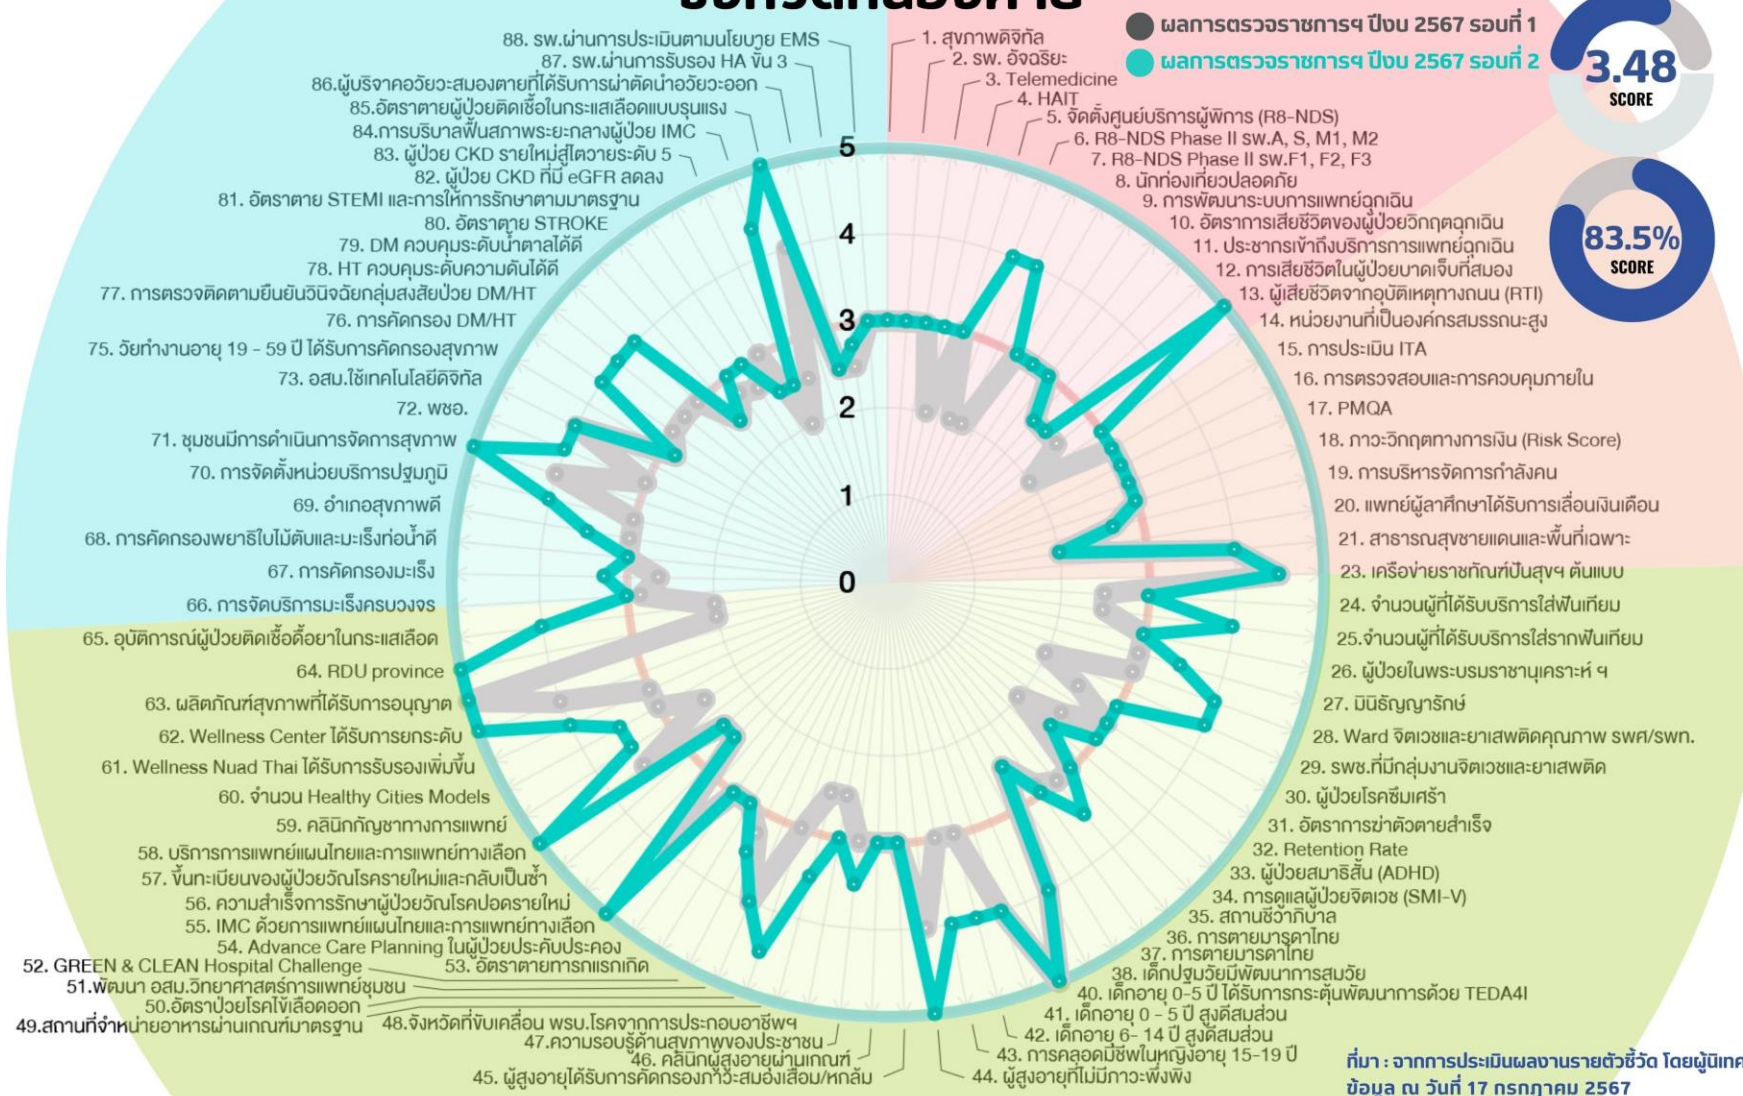 ผลการตรวจราชการฯ ปีงบ 2567 รอบที่ 1
ผลการตรวจราชการฯ ปีงบ 2567 รอบที่ 2
3.48
SCORE
83.5%
SCORE
5
4
3
2
1
0
1. สุขภาพดิจิทัล
2. รพ. อัจฉริยะ
3. Telemedicine
4. HAIT
5. จัดตั้งศูนย์บริการผู้พิการ (R8-NDS)
6. R8-NDS Phase II รพ.A, S, M1, M2
7. R8-NDS Phase II รพ.F1, F2, F3
8. นักท่องเที่ยวปลอดภัย
9. การพัฒนาระบบการแพทย์ฉุกเฉิน
10. อัตราการเสียชีวิตของผู้ป่วยวิกฤตฉุกเฉิน
11. ประชากรเข้าถึงบริการการแพทย์ฉุกเฉิน
12. การเสียชีวิตในผู้ป่วยบาดเจ็บที่สมอง
13. ผู้เสียชีวิตจากอุบัติเหตุทางถนน (RTI)
14. หน่วยงานที่เป็นองค์กรสมรรถนะสูง
15. การประเมิน ITA
16. การตรวจสอบและการควบคุมภายใน
17. PMQA
18. ภาวะวิกฤตทางการเงิน (Risk Score)
19. การบริหารจัดการกำลังคน
20. แพทย์ผู้ลาศึกษาได้รับการเลื่อนเงินเดือน
21. สาธารณสุขชายแดนและพื้นที่เฉพาะ
23. เครือข่ายราชทัณฑ์ปันสุขฯ ต้นแบบ
24. จำนวนผู้ที่ได้รับบริการใส่ฟันเทียม
25.จำนวนผู้ที่ได้รับบริการใส่รากฟันเทียม
26. ผู้ป่วยในพระบรมราชานุเคราะห์ ฯ
27. มินิธัญญารักษ์
28. Ward จิตเวชและยาเสพติดคุณภาพ รพศ/รพท.
29. รพช.ที่มีกลุ่มงานจิตเวชและยาเสพติด
30. ผู้ป่วยโรคซึมเศร้า
31. อัตราการฆ่าตัวตายสำเร็จ
32. Retention Rate
33. ผู้ป่วยสมาธิสั้น (ADHD)
34. การดูแลผู้ป่วยจิตเวช (SMI-V)
35. สถานชีวาภิบาล
36. การตายมารดาไทย
37. การตายมารดาไทย
38. เด็กปฐมวัยมีพัฒนาการสมวัย
40. เด็กอายุ 0-5 ปี ได้รับการกระตุ้นพัฒนาการด้วย TEDA4I
41. เด็กอายุ 0 - 5 ปี สูงดีสมส่วน
42. เด็กอายุ 6- 14 ปี สูงดีสมส่วน
43. การคลอดมีชีพในหญิงอายุ 15-19 ปี
44. ผู้สูงอายุที่ไม่มีภาวะพึ่งพิง
45. ผู้สูงอายุได้รับการคัดกรองภาวะสมองเสื่อม/หกล้ม
46. คลินิกผู้สูงอายุผ่านเกณฑ์
47.ความรอบรู้ด้านสุขภาพของประชาชน
48.จังหวัดที่ขับเคลื่อน พรบ.โรคจากการประกอบอาชีพฯ
49.สถานที่จำหน่ายอาหารผ่านเกณฑ์มาตรฐาน
50.อัตราป่วยโรคไข้เลือดออก
51.พัฒนา อสม.วิทยาศาสตร์การแพทย์ชุมชน
52. GREEN & CLEAN Hospital Challenge
53. อัตราตายทารกแรกเกิด
54. Advance Care Planning ในผู้ป่วยประคับประคอง
55. IMC ด้วยการแพทย์แผนไทยและการแพทย์ทางเลือก
56. ความสำเร็จการรักษาผู้ป่วยวัณโรคปอดรายใหม่
57. ขึ้นทะเบียนของผู้ป่วยวัณโรครายใหม่และกลับเป็นซ้ำ
58. บริการการแพทย์แผนไทยและการแพทย์ทางเลือก
59. คลินิกกัญชาทางการแพทย์
60. จำนวน Healthy Cities Models
61. Wellness Nuad Thai ได้รับการรับรองเพิ่มขึ้น
62. Wellness Center ได้รับการยกระดับ
63. ผลิตภัณฑ์สุขภาพที่ได้รับการอนุญาต
64. RDU province
65. อุบัติการณ์ผู้ป่วยติดเชื้อดื้อยาในกระแสเลือด
66. การจัดบริการมะเร็งครบวงจร
67. การคัดกรองมะเร็ง
68. การคัดกรองพยาธิใบไม้ตับและมะเร็งท่อน้ำดี
69. อำเภอสุขภาพดี
70. การจัดตั้งหน่วยบริการปฐมภูมิ
71. ชุมชนมีการดำเนินการจัดการสุขภาพ
72. พชอ.
73. อสม.ใช้เทคโนโลยีดิจิทัล
75. วัยทำงานอายุ 19 - 59 ปี ได้รับการคัดกรองสุขภาพ
76. การคัดกรอง DM/HT
77. การตรวจติดตามยืนยันวินิจฉัยกลุ่มสงสัยป่วย DM/HT
78. HT ควบคุมระดับความดันได้ดี
79. DM ควบคุมระดับน้ำตาลได้ดี
80. อัตราตาย STROKE
81. อัตราตาย STEMI และการให้การรักษาตามมาตรฐาน
82. ผู้ป่วย CKD ที่มี eGFR ลดลง
83. ผู้ป่วย CKD รายใหม่สู่ไตวายระดับ 5
84.การบริบาลฟื้นสภาพระยะกลางผู้ป่วย IMC
85.อัตราตายผู้ป่วยติดเชื้อในกระแสเลือดแบบรุนแรง
86.ผู้บริจาคอวัยวะสมองตายที่ได้รับการผ่าตัดนำอวัยวะออก
87. รพ.ผ่านการรับรอง HA ขั้น 3
88. รพ.ผ่านการประเมินตามนโยบาย EMS
ที่มา : จากการประเมินผลงานรายตัวชี้วัด โดยผู้นิเทศ
ข้อมูล ณ วันที่ 17 กรกฎาคม 2567